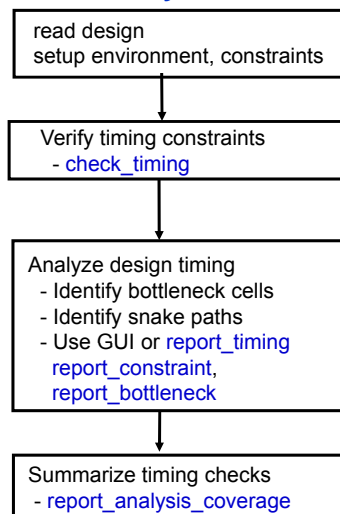 read design
setup environment, constraints
Verify timing constraints
- check_timing
Analyze design timing
- Identify bottleneck cells
- Identify snake paths
- Use GUI or report_timing
report_constraint,
report_bottleneck
Summarize timing checks
- report_analysis_coverage